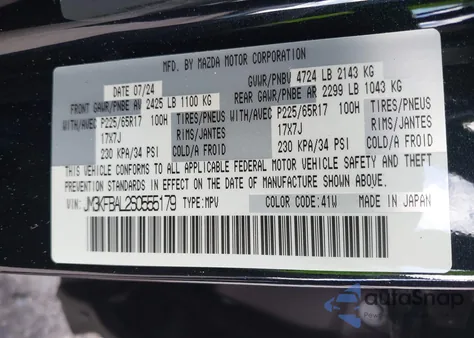 MFD. BY MAZDA MOTOR CORPORATION
DATE 07/24 GVWR/PNBV 4724 LB 2143 KG
FRONT GAWR/PNBE AV 2425 LB 1100 KG REAR GAWR/PNBE AR 2299 LB 1043 KG
WITH/AVEC P225/65R17 100H TIRES/PNEUS WITH/AVEC P225/65R17 100H TIRES/PNEUS
17X7J RIMS/JANTES 17X7J RIMS/JANTES
230 KPA/34 PSI COLD/A FROID 230 KPA/34 PSI COLD/A FROID
THIS VEHICLE CONFORMS TO ALL APPLICABLE FEDERAL MOTOR VEHICLE SAFETY AND THEFT
PREVENTION STANDARDS IN EFFECT ON THE DATE OF MANUFACTURE SHOWN ABOVE.
JM3KFBAL2S0555179 TYPE:MPV COLOR CODE:41W MADE IN JAPAN
autoSnap